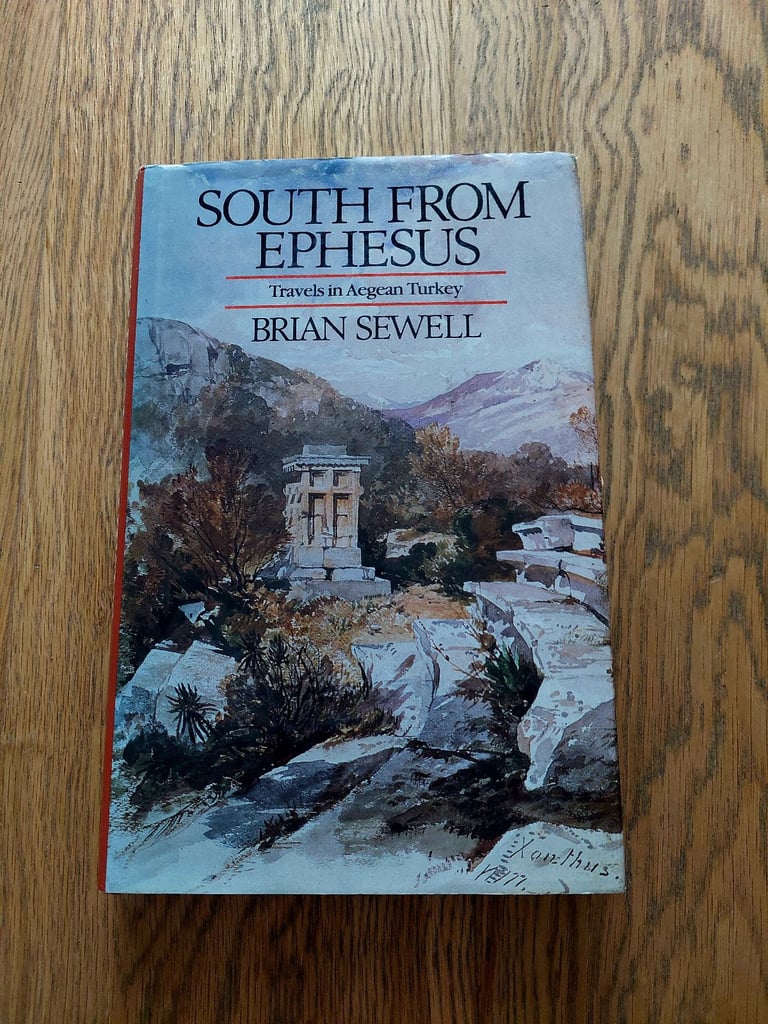 SOUTH FROM
EPHESUS
Travels in Aegean Turkey
BRIAN SEWELL
Xanthus.